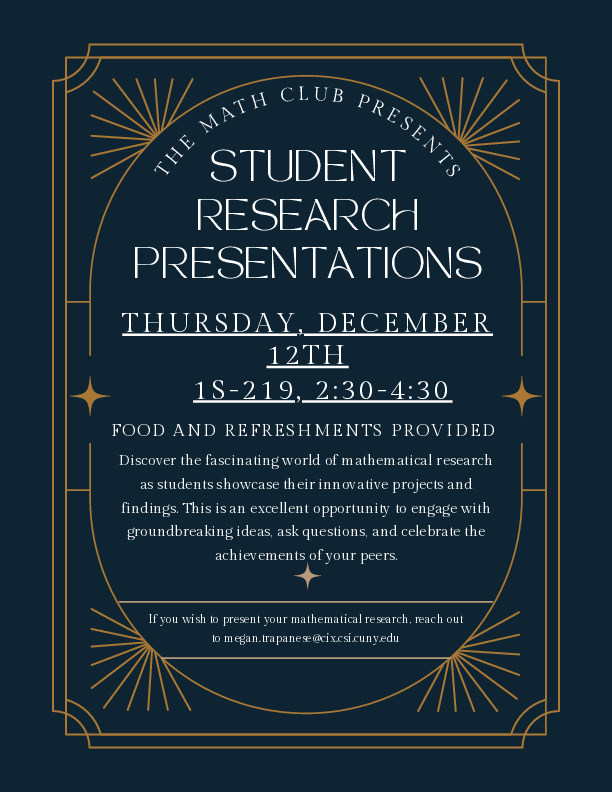 THE MATH CLUB PRESENTS
STUDENT
RESEARCH
PRESENTATIONS
THURSDAY, DECEMBER
12TH
1S-219, 2:30-4:30
FOOD AND REFRESHMENTS PROVIDED
Discover the fascinating world of mathematical research
as students showcase their innovative projects and
findings. This is an excellent opportunity to engage with
groundbreaking ideas, ask questions, and celebrate the
achievements of your peers.
If you wish to present your mathematical research, reach out
to megan.trapanese@cix.csi.cuny.edu